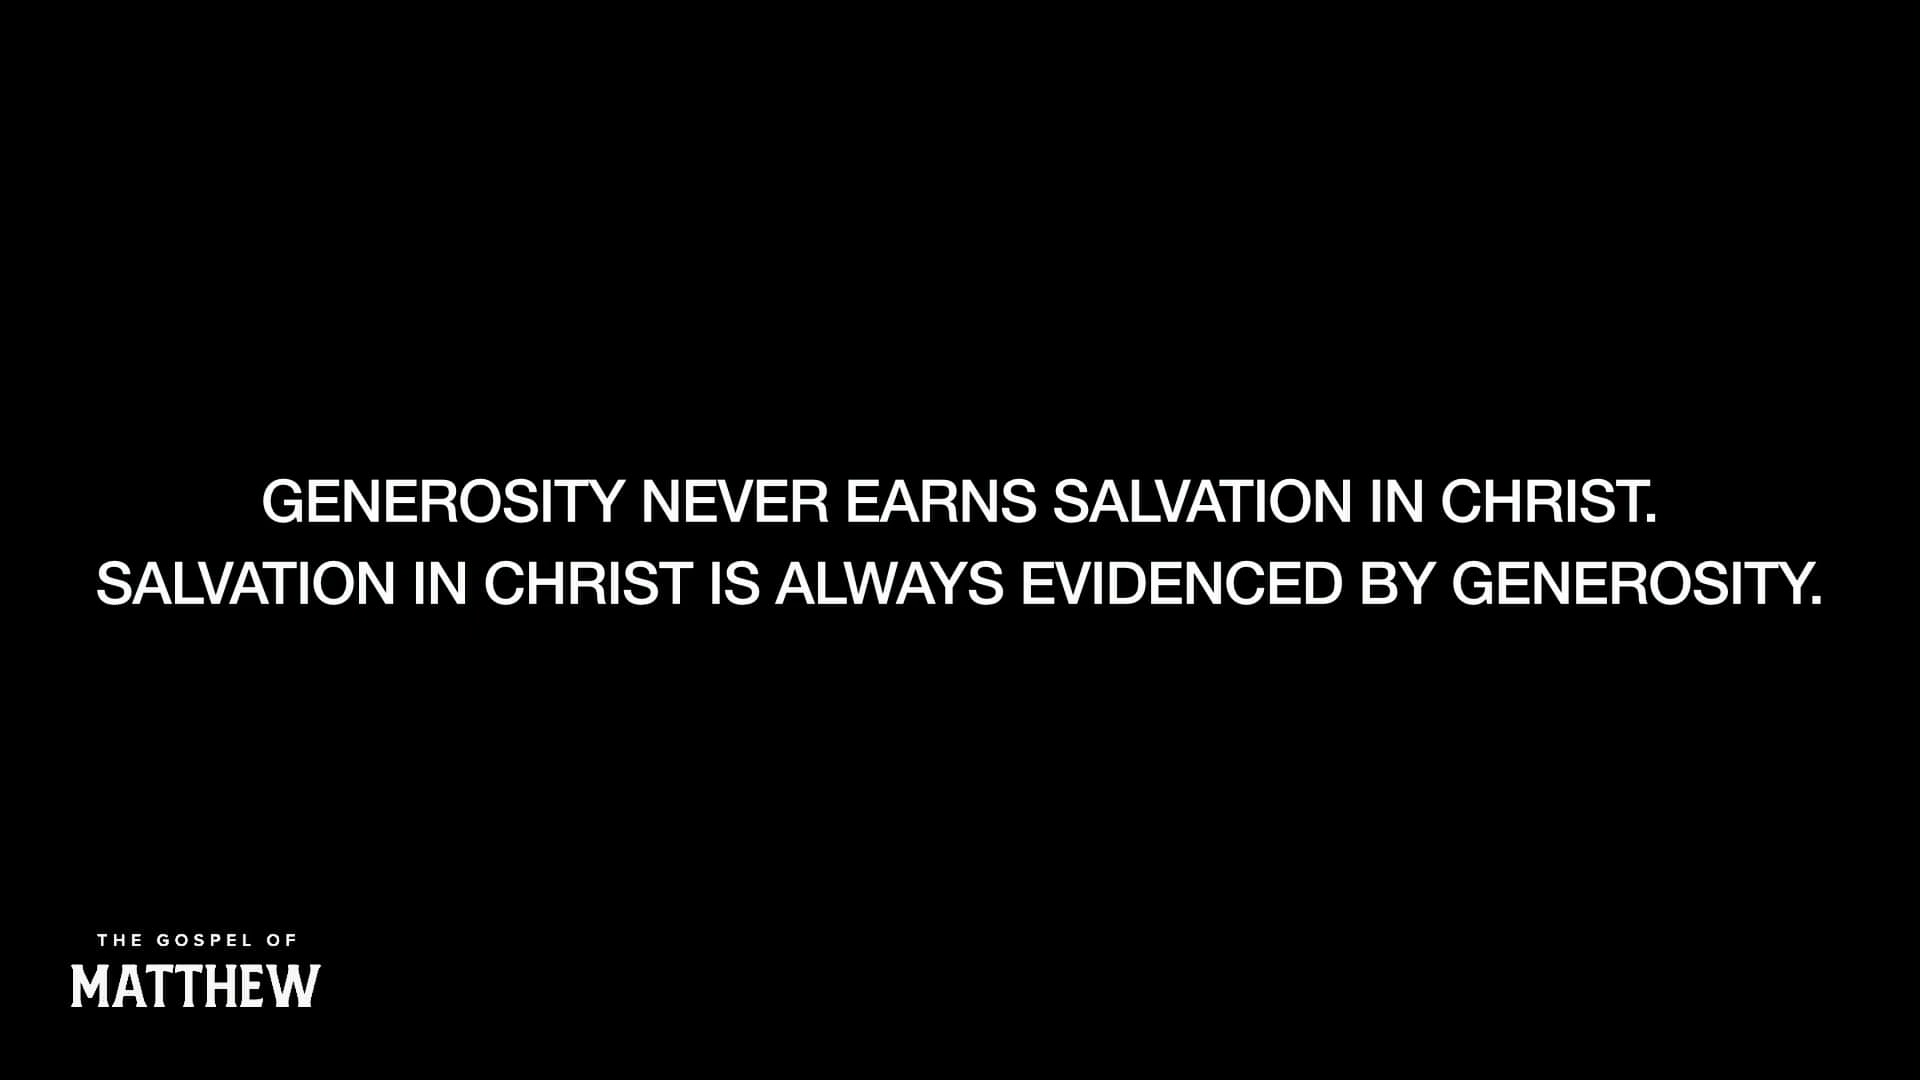 GENEROSITY NEVER EARNS SALVATION IN CHRIST.
SALVATION IN CHRIST IS ALWAYS EVIDENCED BY GENEROSITY.
THE GOSPEL OF
MATTHEW